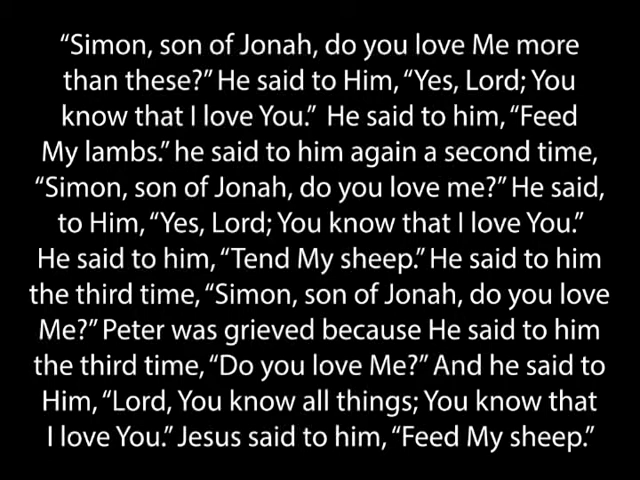 “Simon, son of Jonah, do you love Me more
than these?” He said to Him, “Yes, Lord; You
know that I love You.”  He said to him, “Feed
My lambs.” he said to him again a second time,
“Simon, son of Jonah, do you love me?” He said,
to Him, “Yes, Lord; You know that I love You.”
He said to him, “Tend My sheep.” He said to him
the third time, “Simon, son of Jonah, do you love
Me?” Peter was grieved because He said to him
the third time, “Do you love Me?” And he said to
Him, “Lord, You know all things; You know that
I love You.” Jesus said to him, “Feed My sheep.”